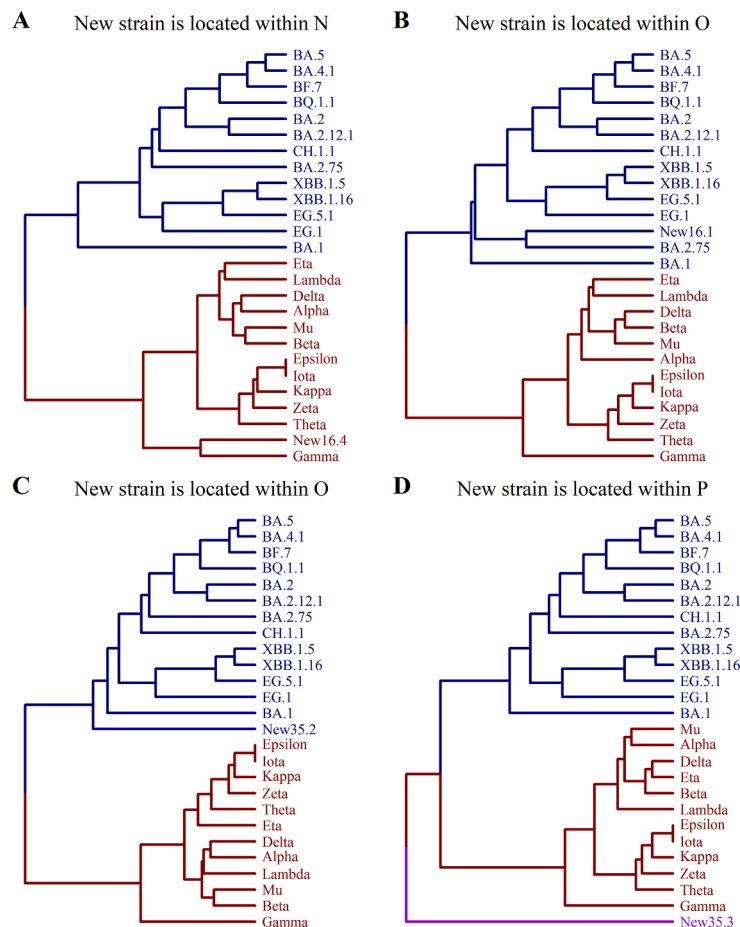 A
New strain is located within N
BA.5
BA.4.1
BF.7
BQ.1.1
BA.2
BA.2.12.1
CH.1.1
BA.2.75
XBB.1.5
XBB.1.16
EG.5.1
EG.1
BA.1
Eta
Lambda
Delta
Alpha
Mu
Beta
Epsilon
Iota
Kappa
Zeta
Theta
New16.4
Gamma
B
New strain is located within O
BA.5
BA.4.1
BF.7
BQ.1.1
BA.2
BA.2.12.1
CH.1.1
XBB.1.5
XBB.1.16
EG.5.1
EG.1
New16.1
BA.2.75
BA.1
Eta
Lambda
Delta
Beta
Mu
Alpha
Epsilon
Iota
Kappa
Zeta
Theta
Gamma
C
New strain is located within O
BA.5
BA.4.1
BF.7
BQ.1.1
BA.2
BA.2.12.1
BA.2.75
CH.1.1
XBB.1.5
XBB.1.16
EG.5.1
EG.1
BA.1
New35.2
Epsilon
Iota
Kappa
Zeta
Theta
Eta
Delta
Alpha
Lambda
Mu
Beta
Gamma
D
New strain is located within P
BA.5
BA.4.1
BF.7
BQ.1.1
BA.2
BA.2.12.1
CH.1.1
BA.2.75
XBB.1.5
XBB.1.16
EG.5.1
EG.1
BA.1
Mu
Alpha
Delta
Eta
Beta
Lambda
Epsilon
Iota
Kappa
Zeta
Theta
Gamma
New35.3